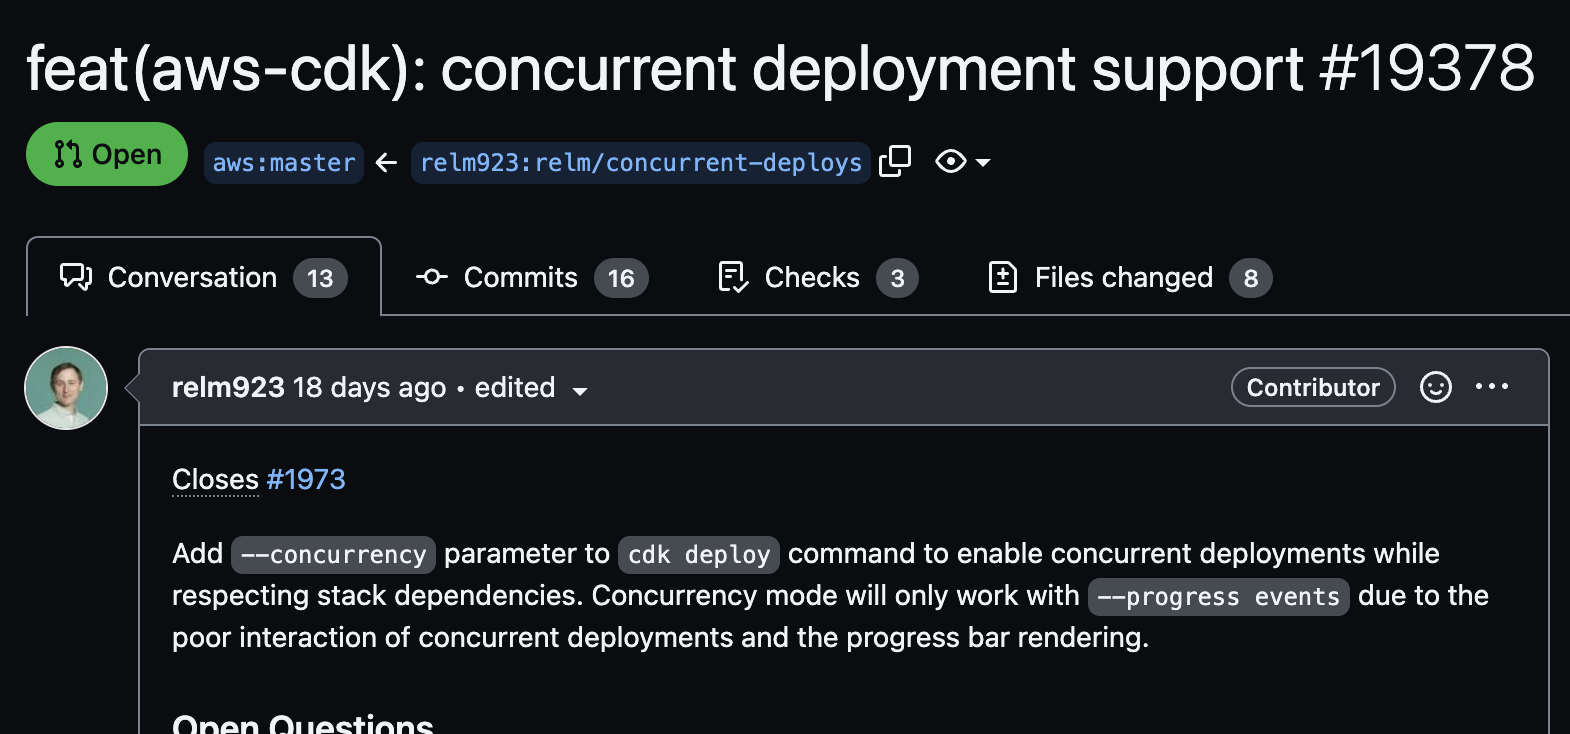 feat(aws-cdk): concurrent deployment support #19378
Open aws:master ← relm923:relm/concurrent-deploys
Conversation 13 Commits 16 Checks 3 Files changed 8
relm923 18 days ago • edited Contributor
Closes #1973
Add --concurrency parameter to cdk deploy command to enable concurrent deployments while
respecting stack dependencies. Concurrency mode will only work with --progress events due to the
poor interaction of concurrent deployments and the progress bar rendering.
Open Questions